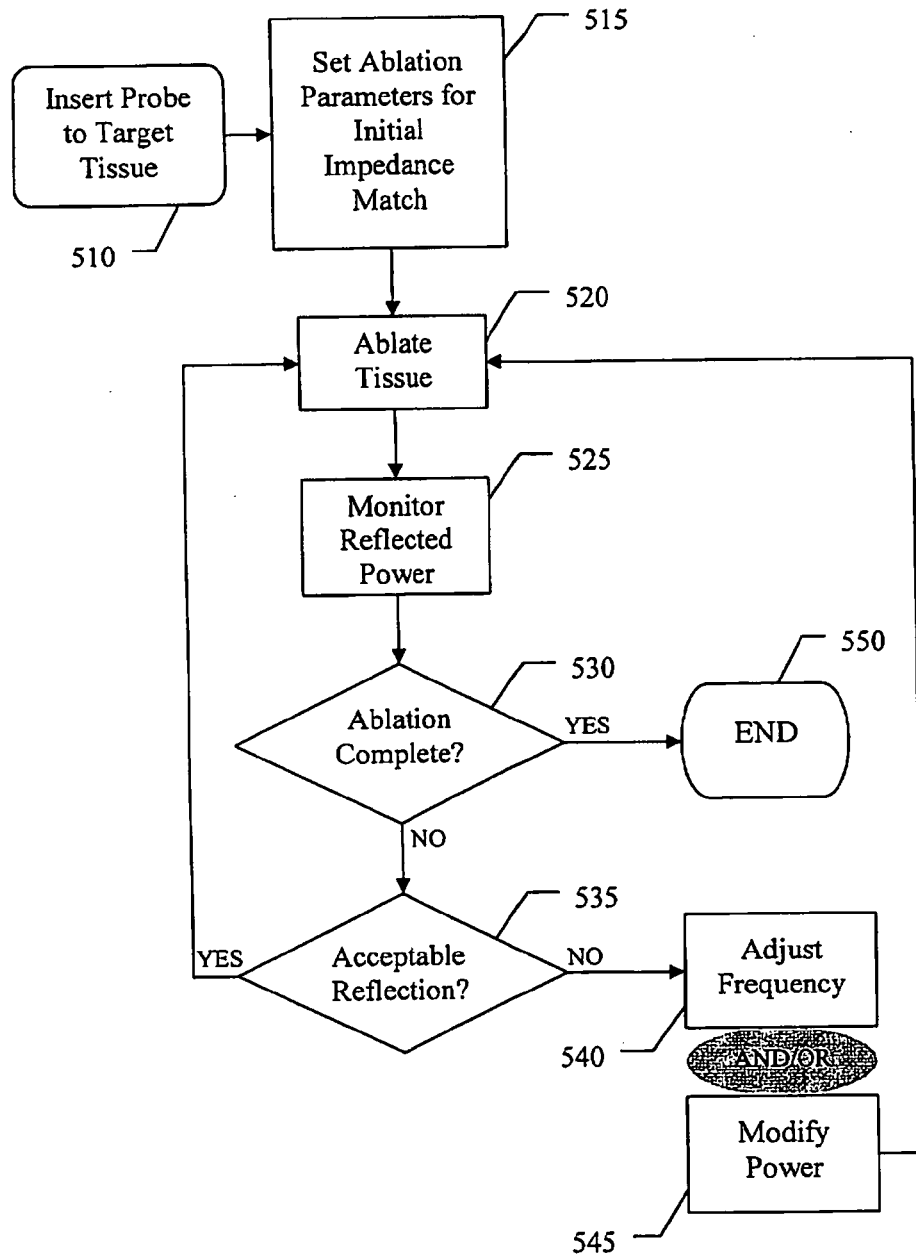 515
Insert Probe
to Target
Tissue
510
Set Ablation
Parameters for
Initial
Impedance
Match
520
Ablate
Tissue
525
Monitor
Reflected
Power
530
Ablation
Complete?
YES
550
END
NO
535
Acceptable
Reflection?
YES
NO
Adjust
Frequency
540
AND/OR
Modify
Power
545